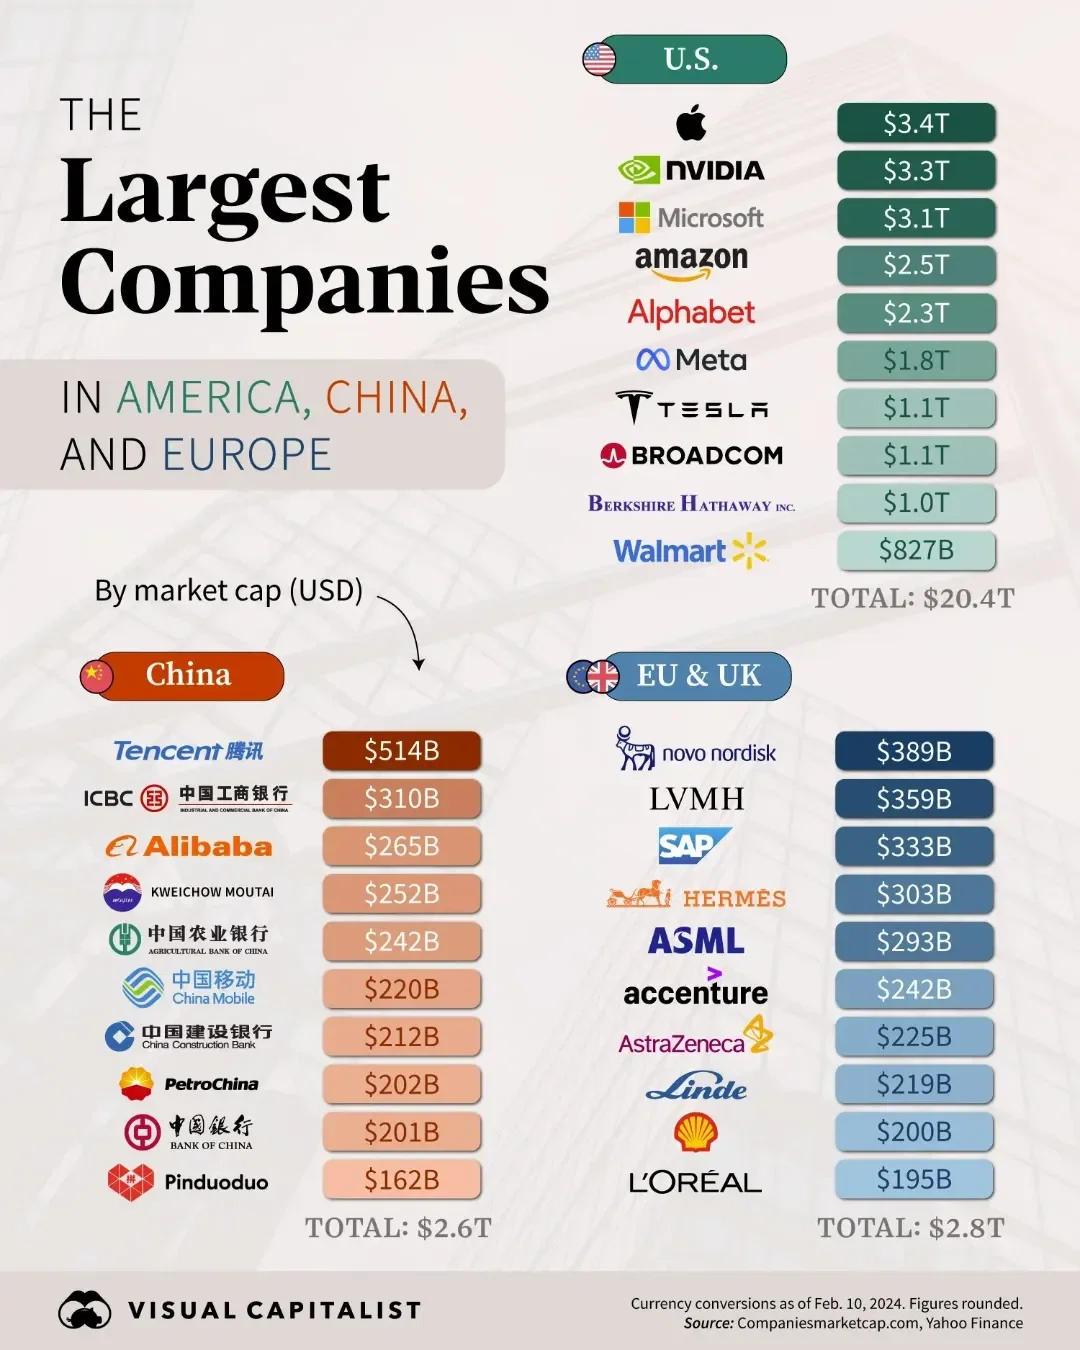 THE
Largest
Companies
IN AMERICA, CHINA,
AND EUROPE
By market cap (USD)
U.S.
$3.4T
NVIDIA $3.3T
Microsoft $3.1T
amazon $2.5T
Alphabet $2.3T
Meta $1.8T
TESLA $1.1T
BROADCOM $1.1T
BERKSHIRE HATHAWAY INC. $1.0T
Walmart $827B
TOTAL: $20.4T
China
Tencent 腾讯 $514B
ICBC 中国工商银行 $310B
INDUSTRIAL AND COMMERCIAL BANK OF CHINA
Alibaba $265B
MOUTAI KWEICHOW MOUTAI $252B
中国农业银行 $242B
AGRICULTURAL BANK OF CHINA
中国移动 $220B
China Mobile
中国建设银行 $212B
China Construction Bank
PetroChina $202B
中国银行 $201B
BANK OF CHINA
拼 Pinduoduo $162B
TOTAL: $2.6T
EU & UK
novo nordisk $389B
LVMH $359B
SAP $333B
HERMÈS $303B
ASML $293B
accenture $242B
AstraZeneca $225B
Linde $219B
$200B
L'ORÉAL $195B
TOTAL: $2.8T
VISUAL CAPITALIST
Currency conversions as of Feb. 10, 2024. Figures rounded.
Source: Companiesmarketcap.com, Yahoo Finance